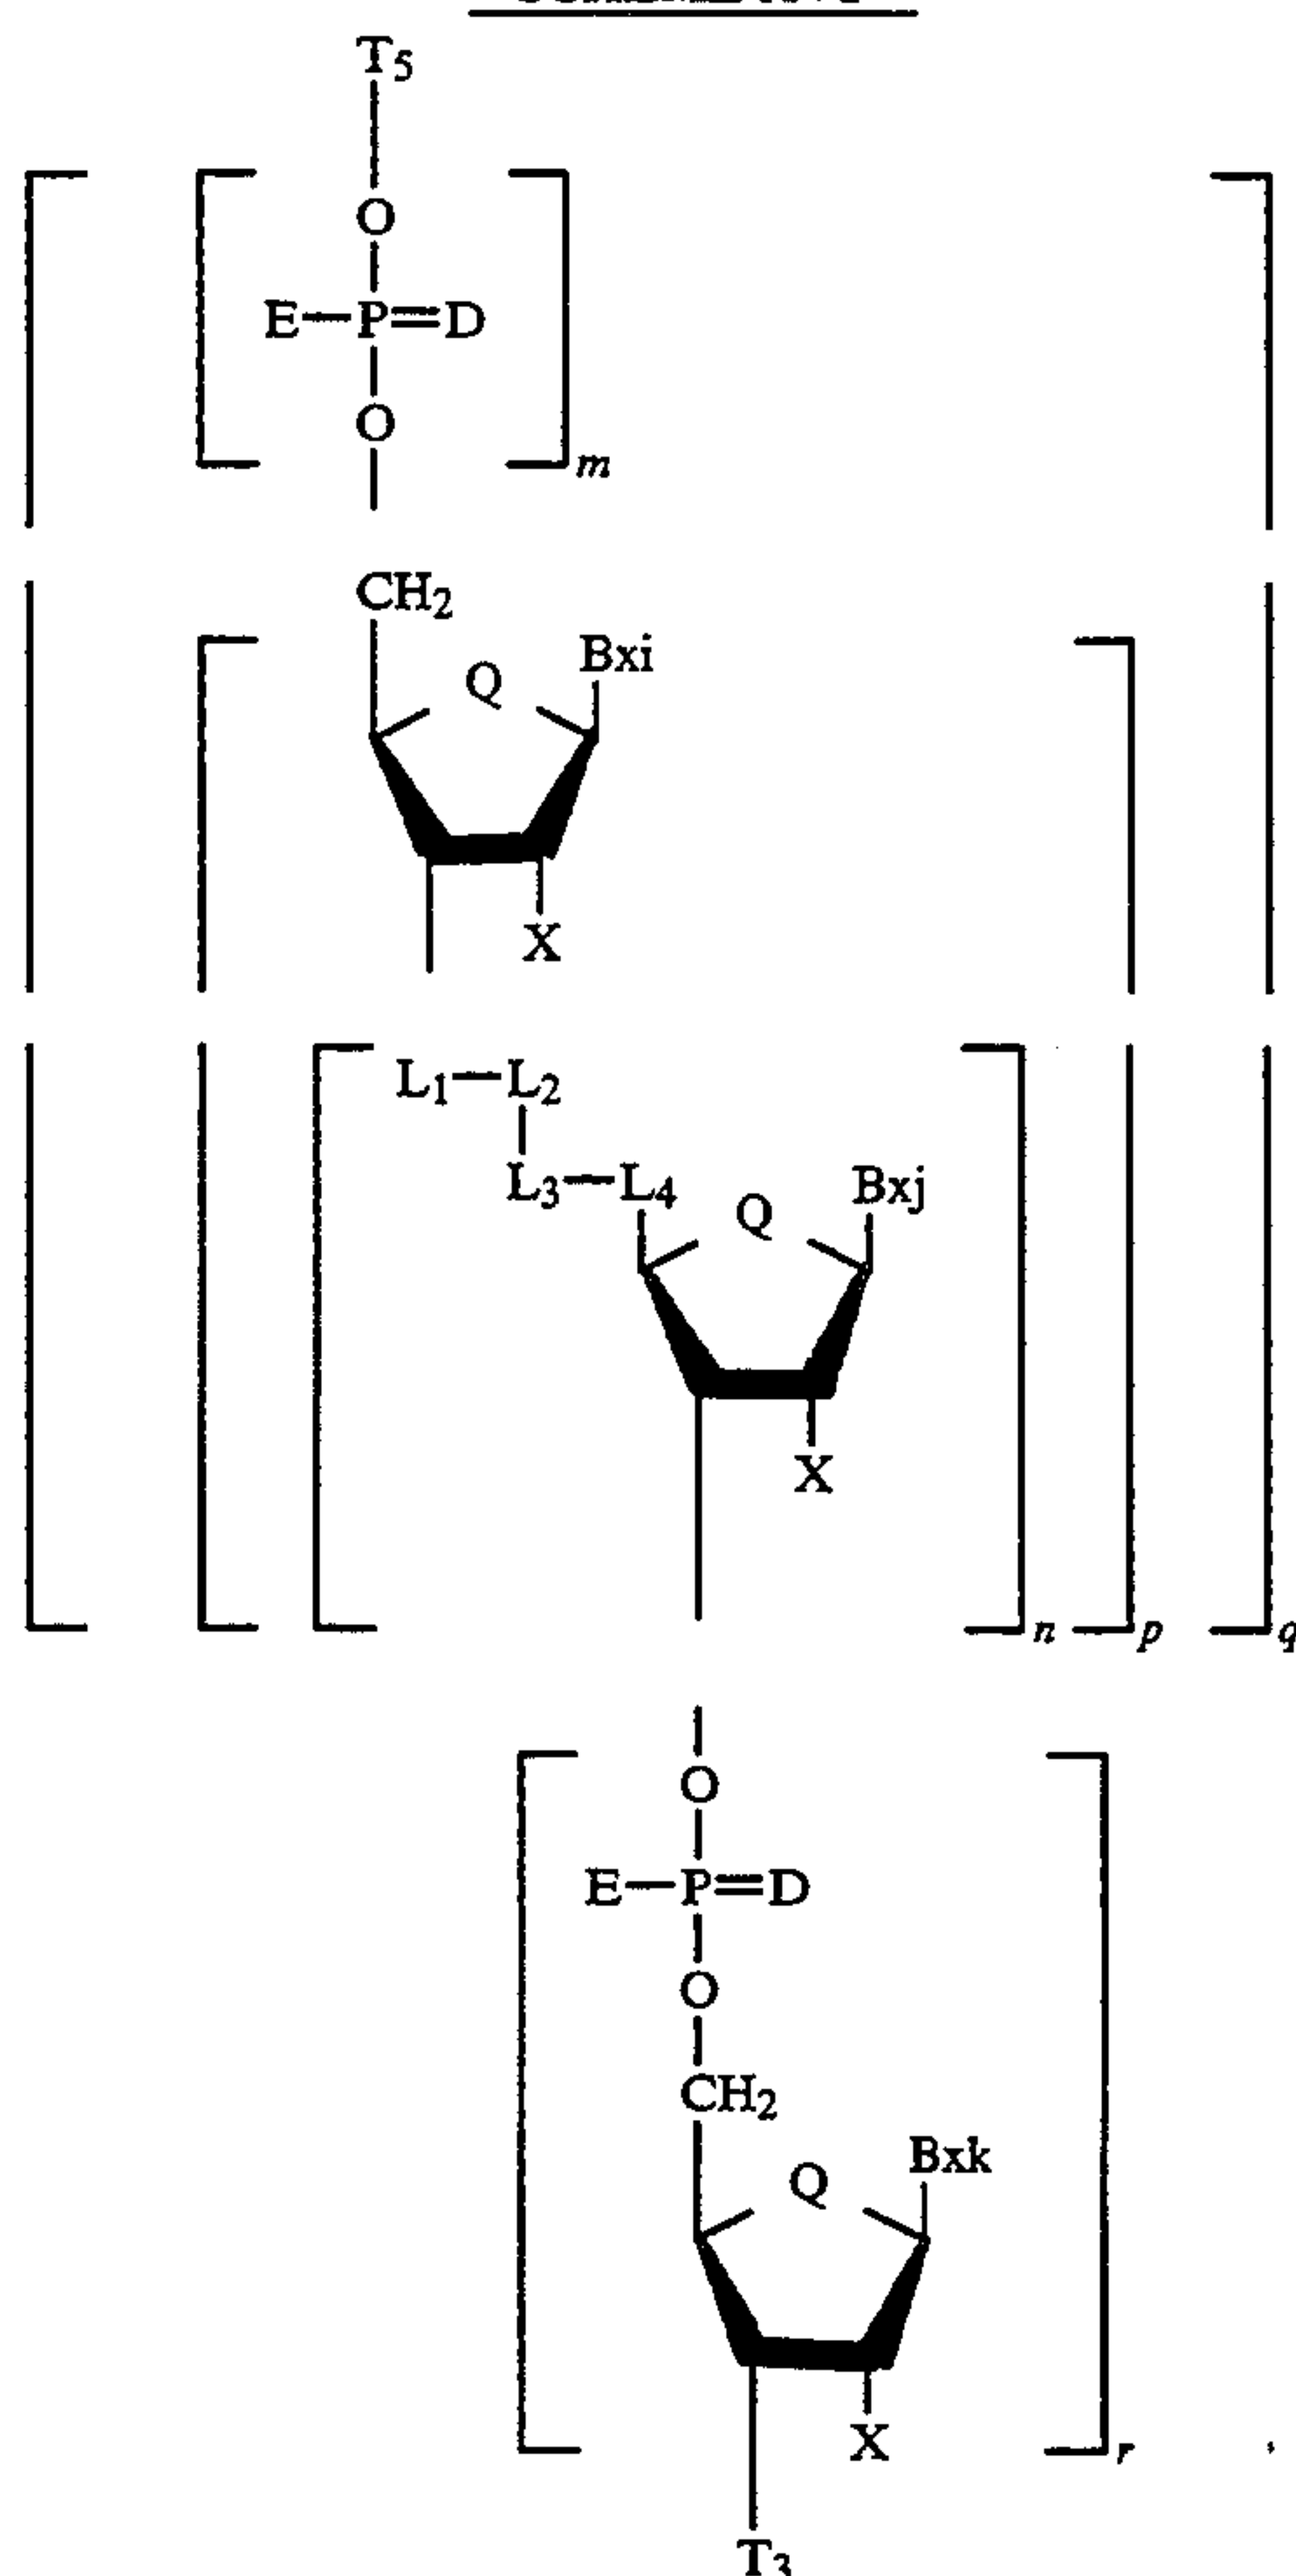 T5
O
E—P=D
O
m
CH2
Q Bxi
X
L1—L2
L3—L4
Q Bxj
X
n p q
O
E—P=D
O
CH2
Q Bxk
X
r ,
T3